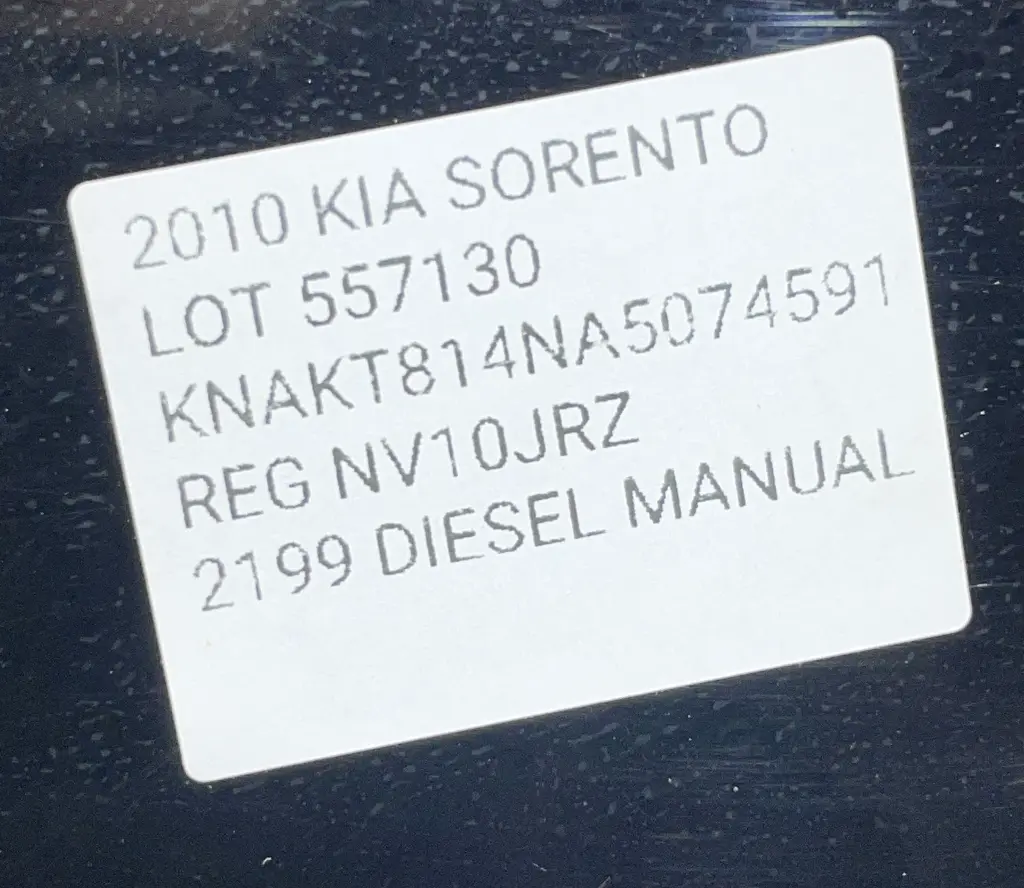 2010 KIA SORENTO
LOT 557130
KNAKT814NA5074591
REG NV10JRZ
2199 DIESEL MANUAL